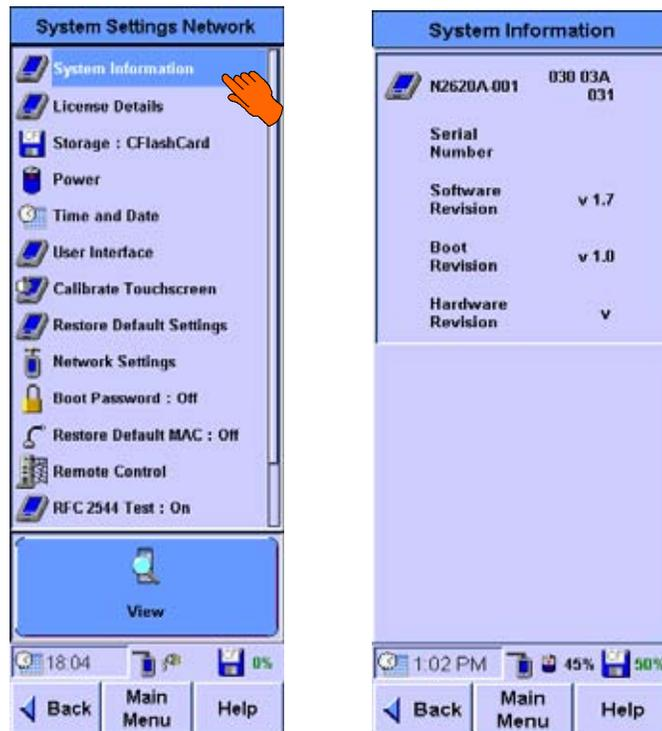 System Settings Network
System Information
License Details
Storage : CFlashCard
Power
Time and Date
User Interface
Calibrate Touchscreen
Restore Default Settings
Network Settings
Boot Password : Off
Restore Default MAC : Off
Remote Control
RFC 2544 Test : On
View
18:04
0%
Back
Main
Menu
Help
System Information
N2620A-001 030 03A
031
Serial
Number
Software
Revision v 1.7
Boot
Revision v 1.0
Hardware
Revision v
1:02 PM 45% 50%
Back
Main
Menu
Help